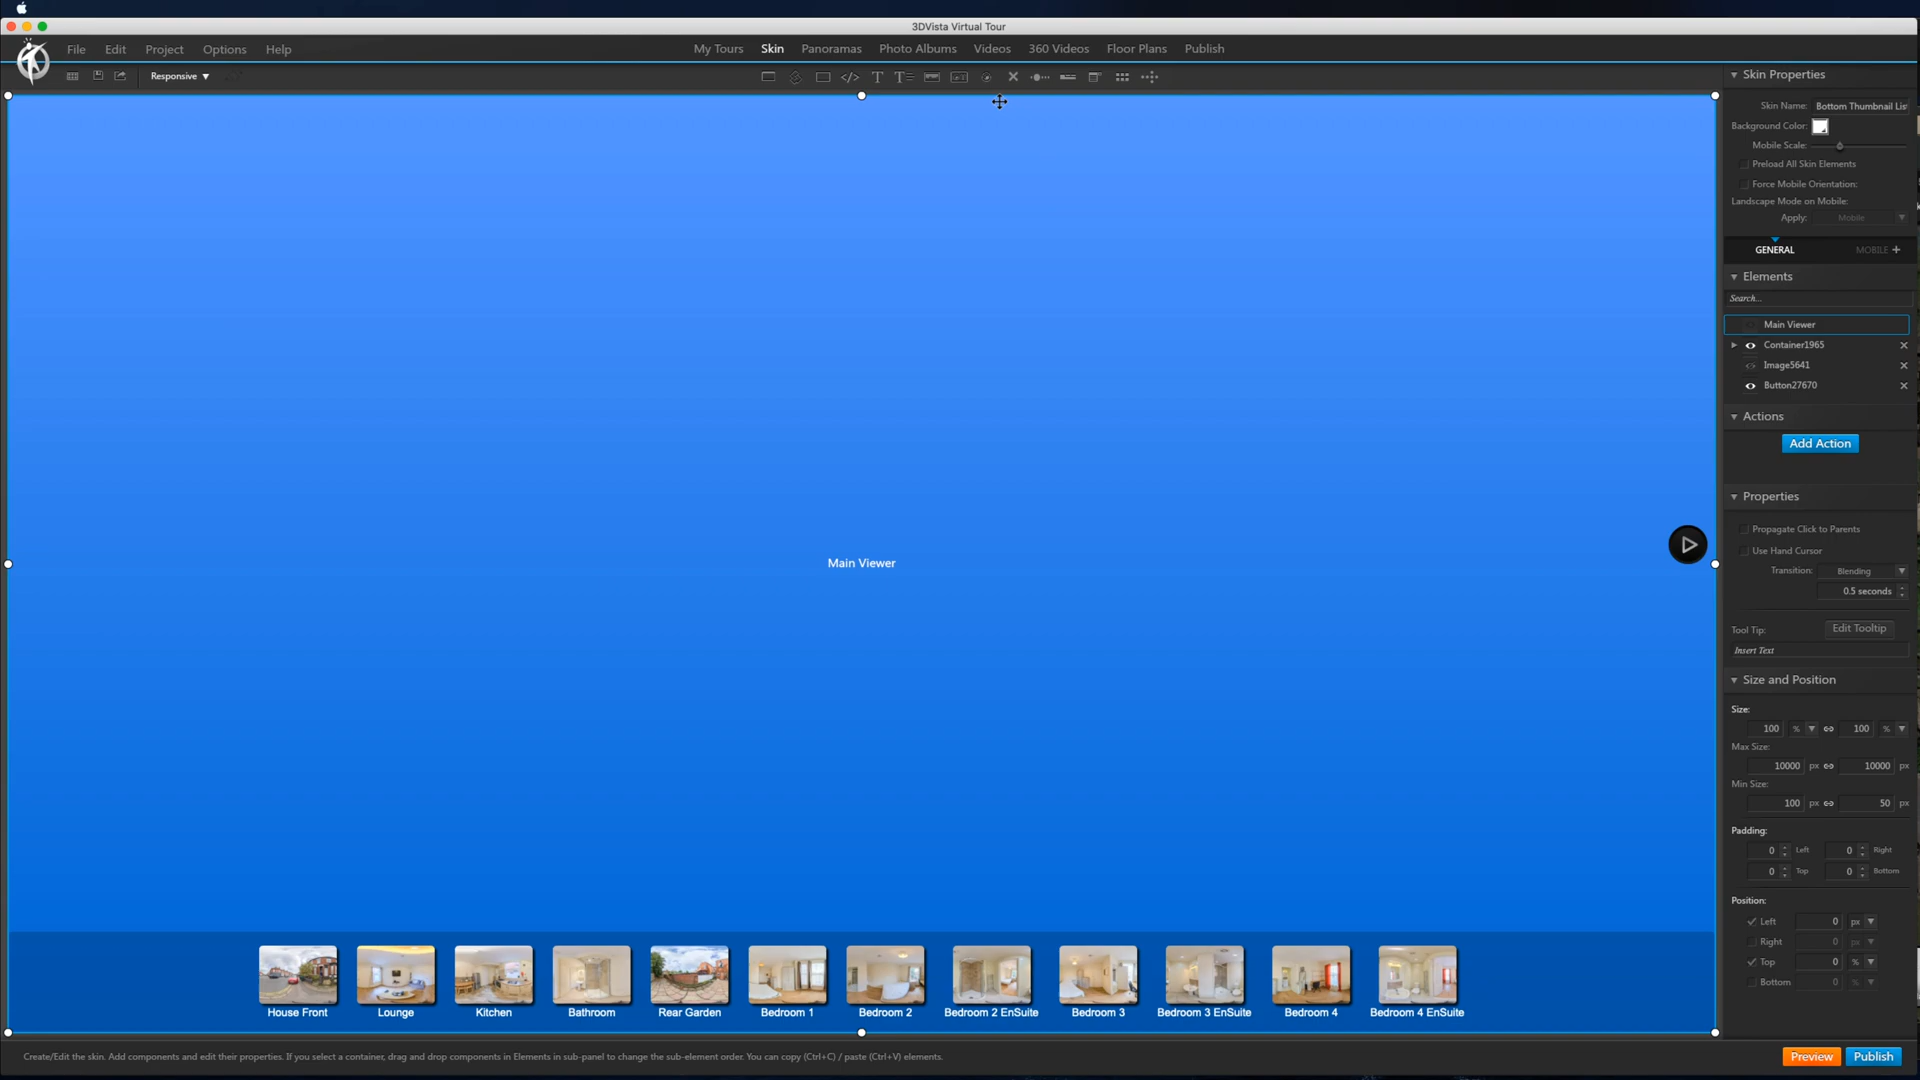 3DVista Virtual Tour
File Edit Project Options Help
My Tours Skin Panoramas Photo Albums Videos 360 Videos Floor Plans Publish
Responsive
Skin Properties
Skin Name: Bottom Thumbnail Lis
Background Color:
Mobile Scale:
Preload All Skin Elements
Force Mobile Orientation:
Landscape Mode on Mobile:
Apply: Mobile
GENERAL MOBILE +
Elements
Search...
Main Viewer
Container1965
Image5641
Button27670
Actions
Add Action
Properties
Propagate Click to Parents
Use Hand Cursor
Transition: Blending
0.5 seconds
Tool Tip: Edit Tooltip
Insert Text
Size and Position
Size:
100 % 100 %
Max Size:
10000 px 10000 px
Min Size:
100 px 50 px
Padding:
0 Left 0 Right
0 Top 0 Bottom
Position:
Left 0 px
Right 0 px
Top 0 %
Bottom 0 %
Main Viewer
House Front Lounge Kitchen Bathroom Rear Garden Bedroom 1 Bedroom 2 Bedroom 2 EnSuite Bedroom 3 Bedroom 3 EnSuite Bedroom 4 Bedroom 4 EnSuite
Create/Edit the skin. Add components and edit their properties. If you select a container, drag and drop components in Elements in sub-panel to change the sub-element order. You can copy (Ctrl+C) / paste (Ctrl+V) elements.
Preview Publish